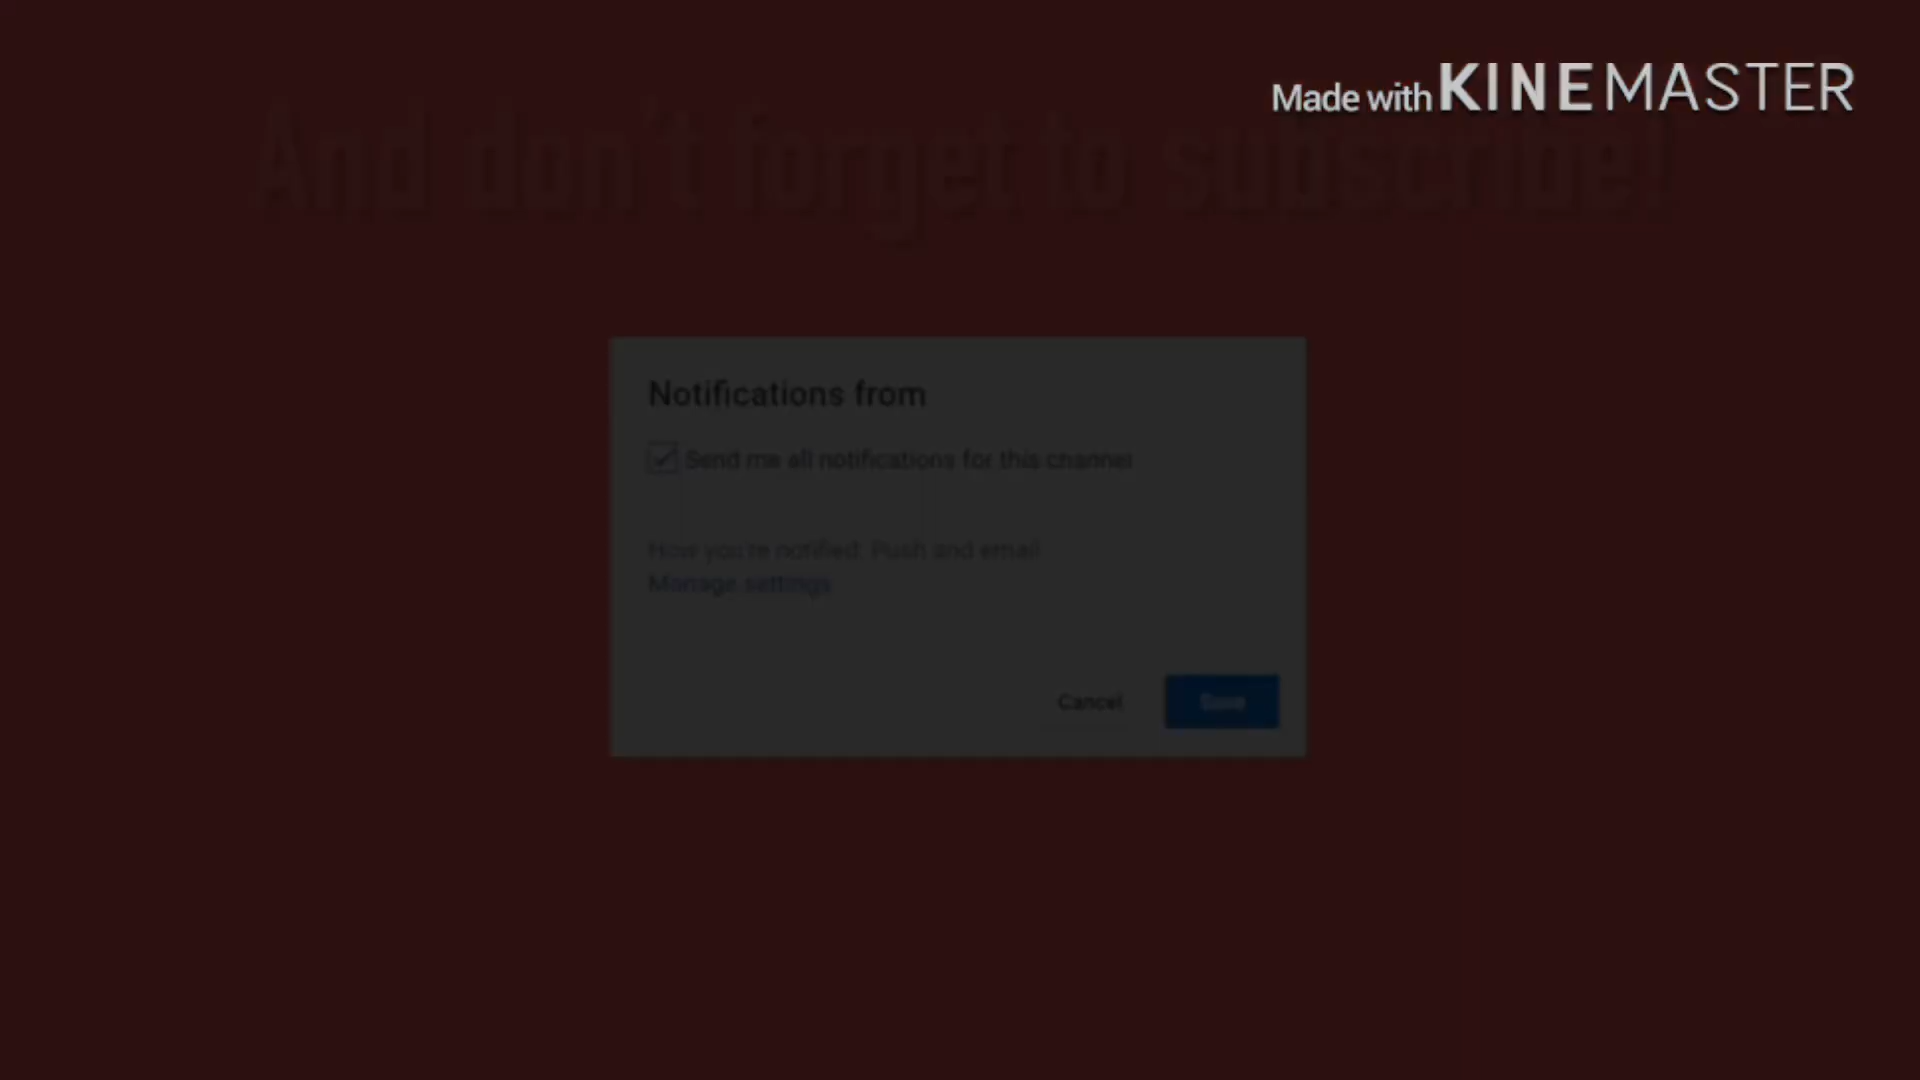 Made with KINEMASTER
And don't forget to subscribe!
Notifications from
Send me all notifications for this channel
How you're notified: Push and email
Manage settings
Cancel
Save